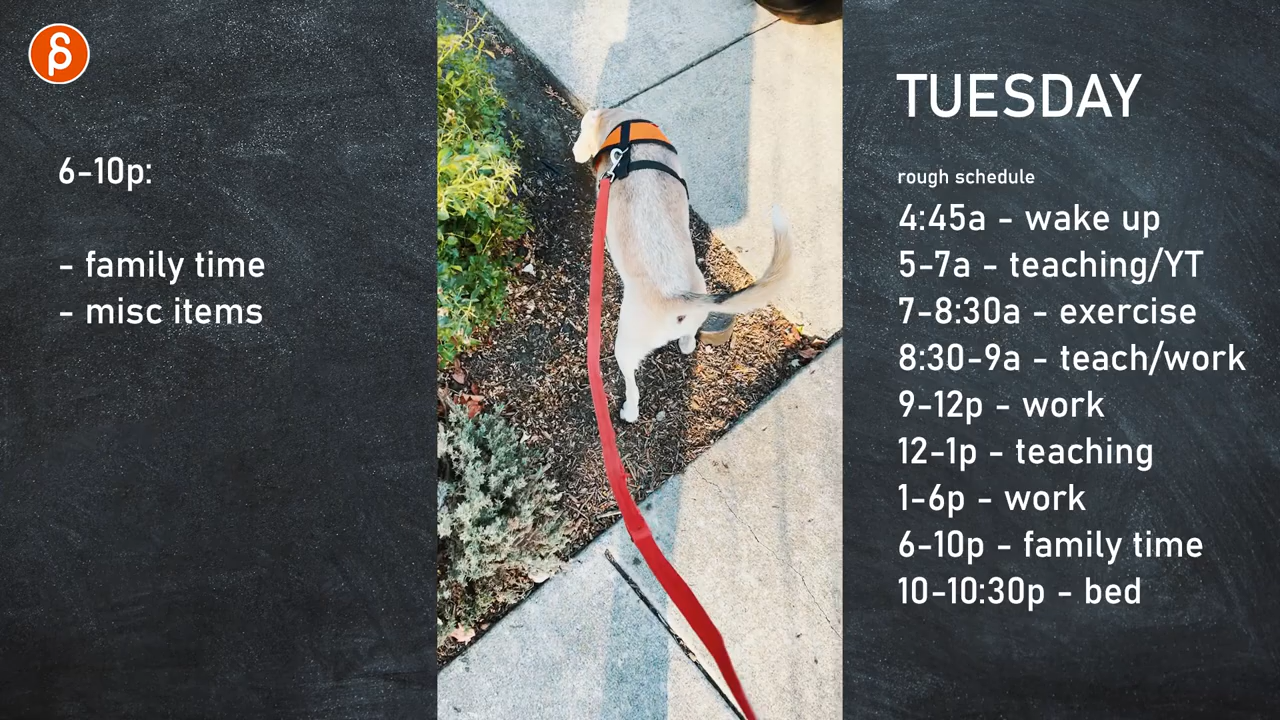 6-10p:
- family time
- misc items
TUESDAY
rough schedule
4:45a - wake up
5-7a - teaching/YT
7-8:30a - exercise
8:30-9a - teach/work
9-12p - work
12-1p - teaching
1-6p - work
6-10p - family time
10-10:30p - bed